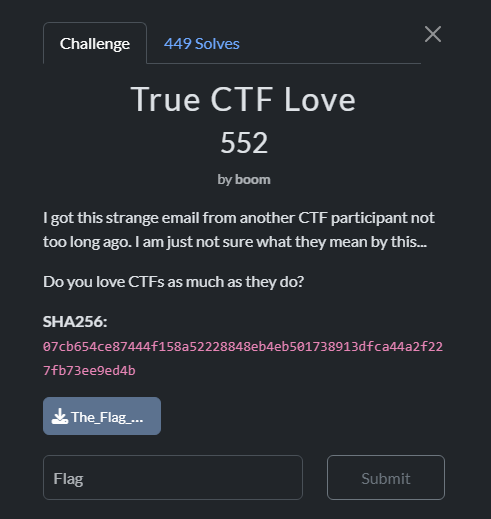 Challenge
449 Solves
True CTF Love
552
by boom
I got this strange email from another CTF participant not
too long ago. I am just not sure what they mean by this...
Do you love CTFs as much as they do?
SHA256:
07cb654ce87444f158a52228848eb4eb501738913dfca44a2f22
7fb73ee9ed4b
The_Flag_...
Flag
Submit